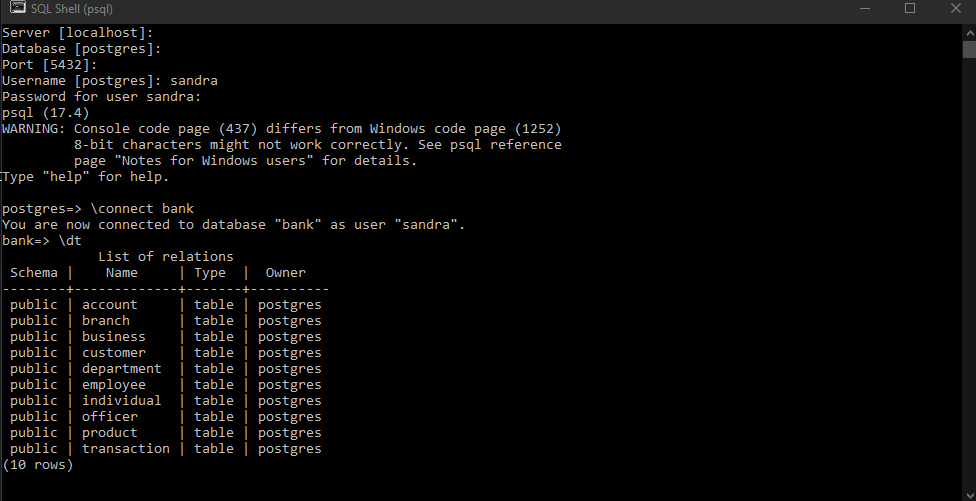 SQL Shell (psql)
Server [localhost]:
Database [postgres]:
Port [5432]:
Username [postgres]: sandra
Password for user sandra:
psql (17.4)
WARNING: Console code page (437) differs from Windows code page (1252)
         8-bit characters might not work correctly. See psql reference
         page "Notes for Windows users" for details.
Type "help" for help.

postgres=> \connect bank
You are now connected to database "bank" as user "sandra".
bank=> \dt
            List of relations
 Schema |    Name     | Type  |  Owner
--------+-------------+-------+----------
 public | account     | table | postgres
 public | branch      | table | postgres
 public | business    | table | postgres
 public | customer    | table | postgres
 public | department  | table | postgres
 public | employee    | table | postgres
 public | individual  | table | postgres
 public | officer     | table | postgres
 public | product     | table | postgres
 public | transaction | table | postgres
(10 rows)